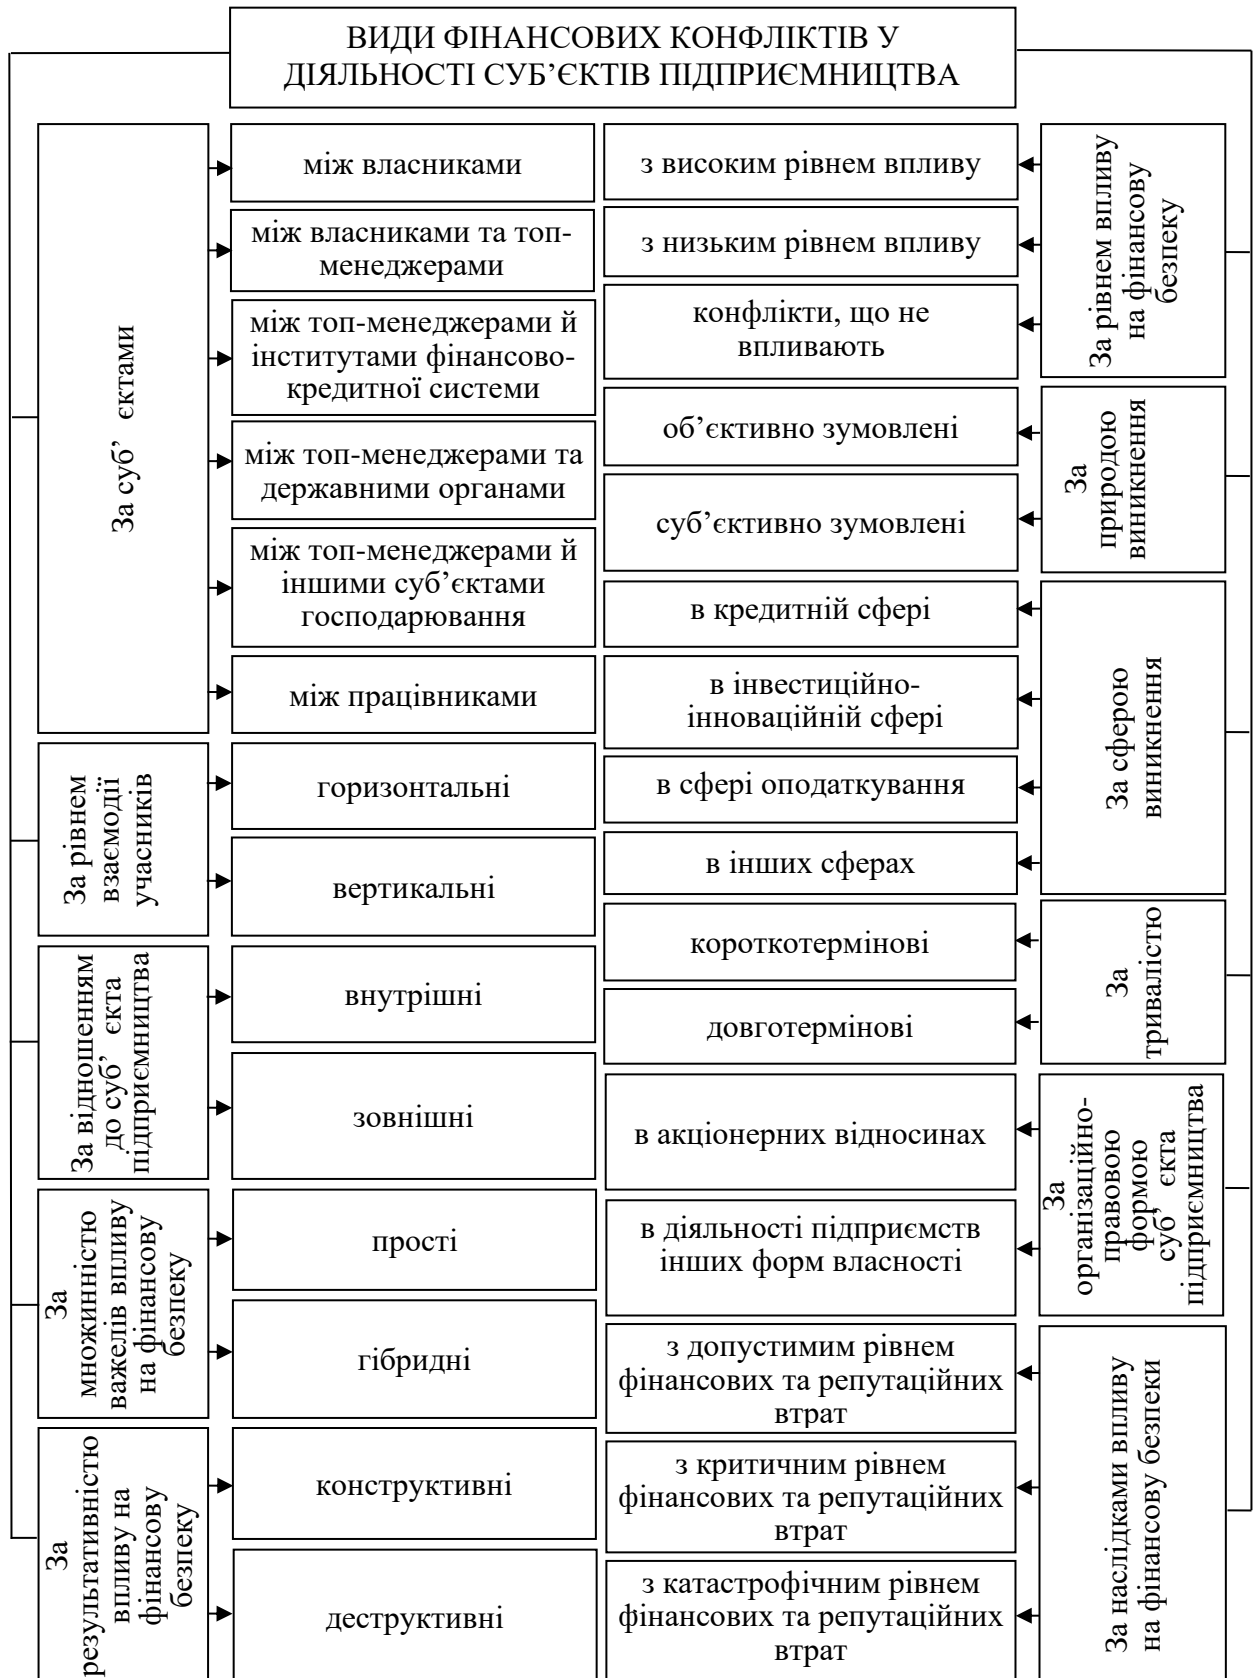 ВИДИ ФІНАНСОВИХ КОНФЛІКТІВ У
ДІЯЛЬНОСТІ СУБ’ЄКТІВ ПІДПРИЄМНИЦТВА
За суб’ єктами
між власниками
між власниками та топ-
менеджерами
між топ-менеджерами й
інститутами фінансово-
кредитної системи
між топ-менеджерами та
державними органами
між топ-менеджерами й
іншими суб’єктами
господарювання
між працівниками
За рівнем
взаємодії
учасників
горизонтальні
вертикальні
За відношенням
до суб’ єкта
підприємництва
внутрішні
зовнішні
За
множинністю
важелів впливу
на фінансову
безпеку
прості
гібридні
За
результативністю
впливу на
фінансову
безпеку
конструктивні
деструктивні
За рівнем впливу
на фінансову
безпеку
з високим рівнем впливу
з низьким рівнем впливу
конфлікти, що не
впливають
За
природою
виникнення
об’єктивно зумовлені
суб’єктивно зумовлені
За сферою
виникнення
в кредитній сфері
в інвестиційно-
інноваційній сфері
в сфері оподаткування
в інших сферах
За
тривалістю
короткотермінові
довготермінові
За
організаційно-
правовою
формою
суб’ єкта
підприємництва
в акціонерних відносинах
в діяльності підприємств
інших форм власності
За наслідками впливу
на фінансову безпеки
з допустимим рівнем
фінансових та репутаційних
втрат
з критичним рівнем
фінансових та репутаційних
втрат
з катастрофічним рівнем
фінансових та репутаційних
втрат